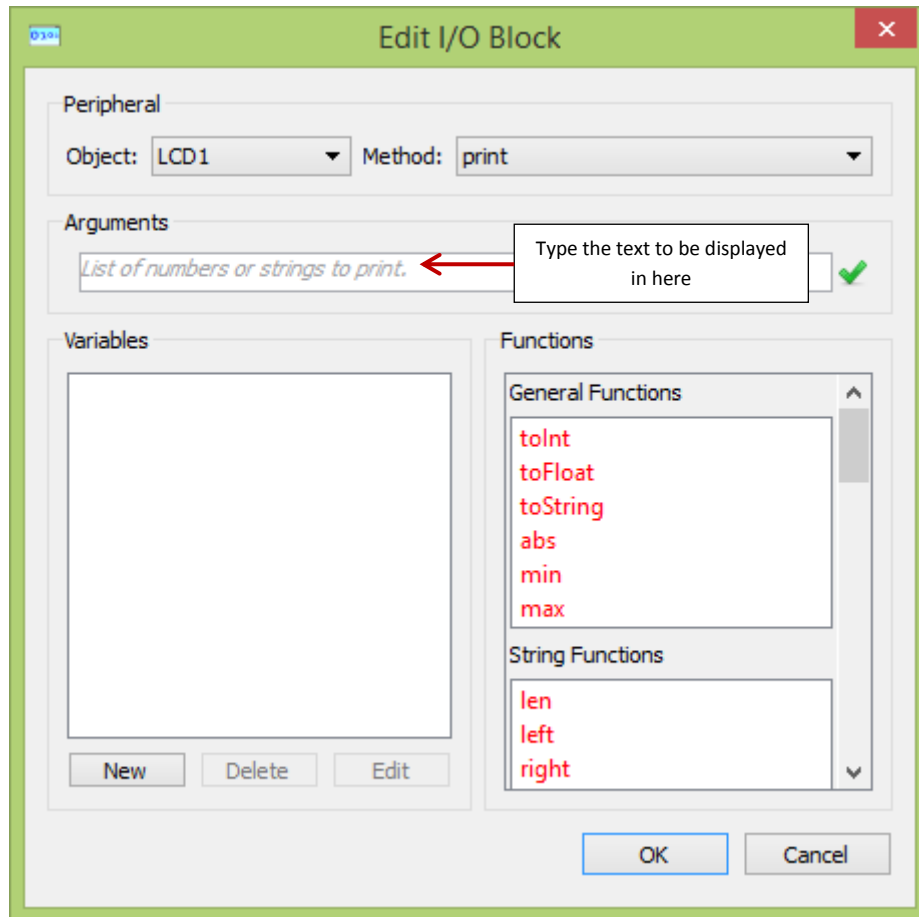 Edit I/O Block
Peripheral
Object: LCD1 Method: print
Arguments
List of numbers or strings to print.
Type the text to be displayed
in here
Variables
Functions
General Functions
toInt
toFloat
toString
abs
min
max
String Functions
len
left
right
New Delete Edit
OK Cancel